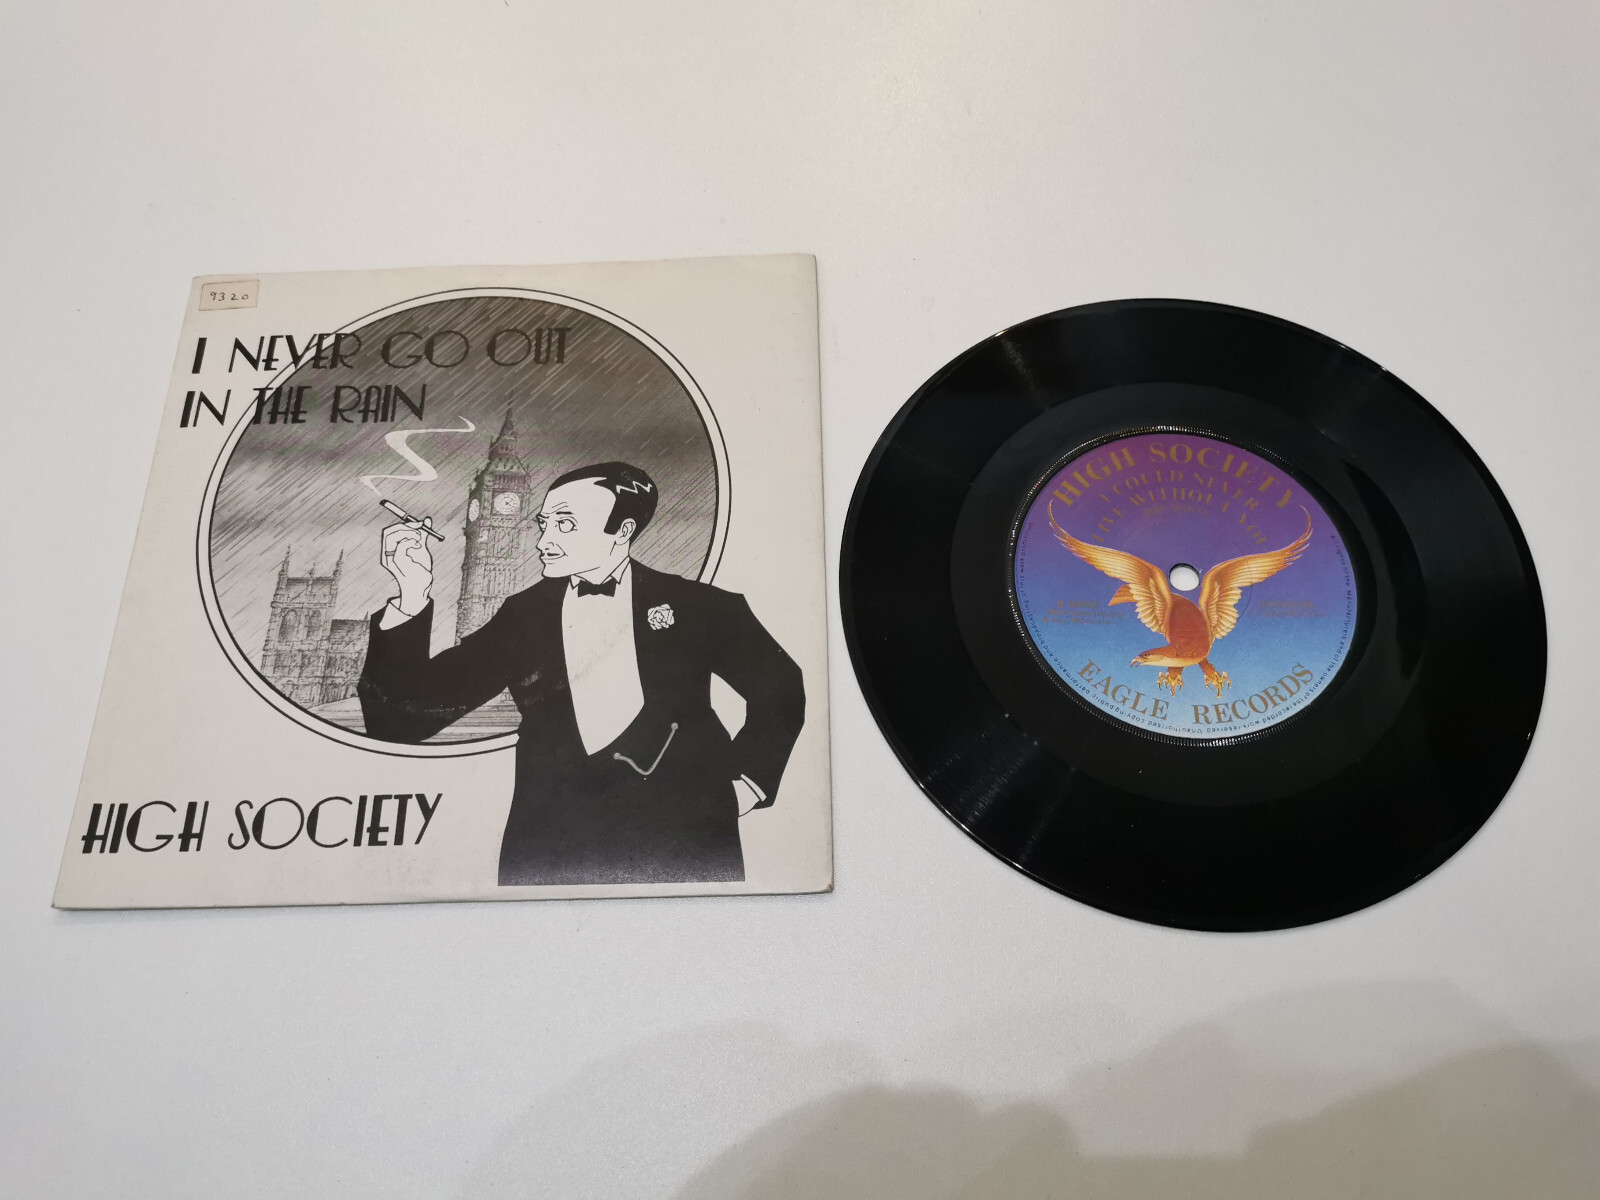 9320
I NEVER GO OUT
IN THE RAIN
HIGH SOCIETY
HIGH SOCIETY
I COULD NEVER
LIVE WITHOUT YOU
EAGLE RECORDS